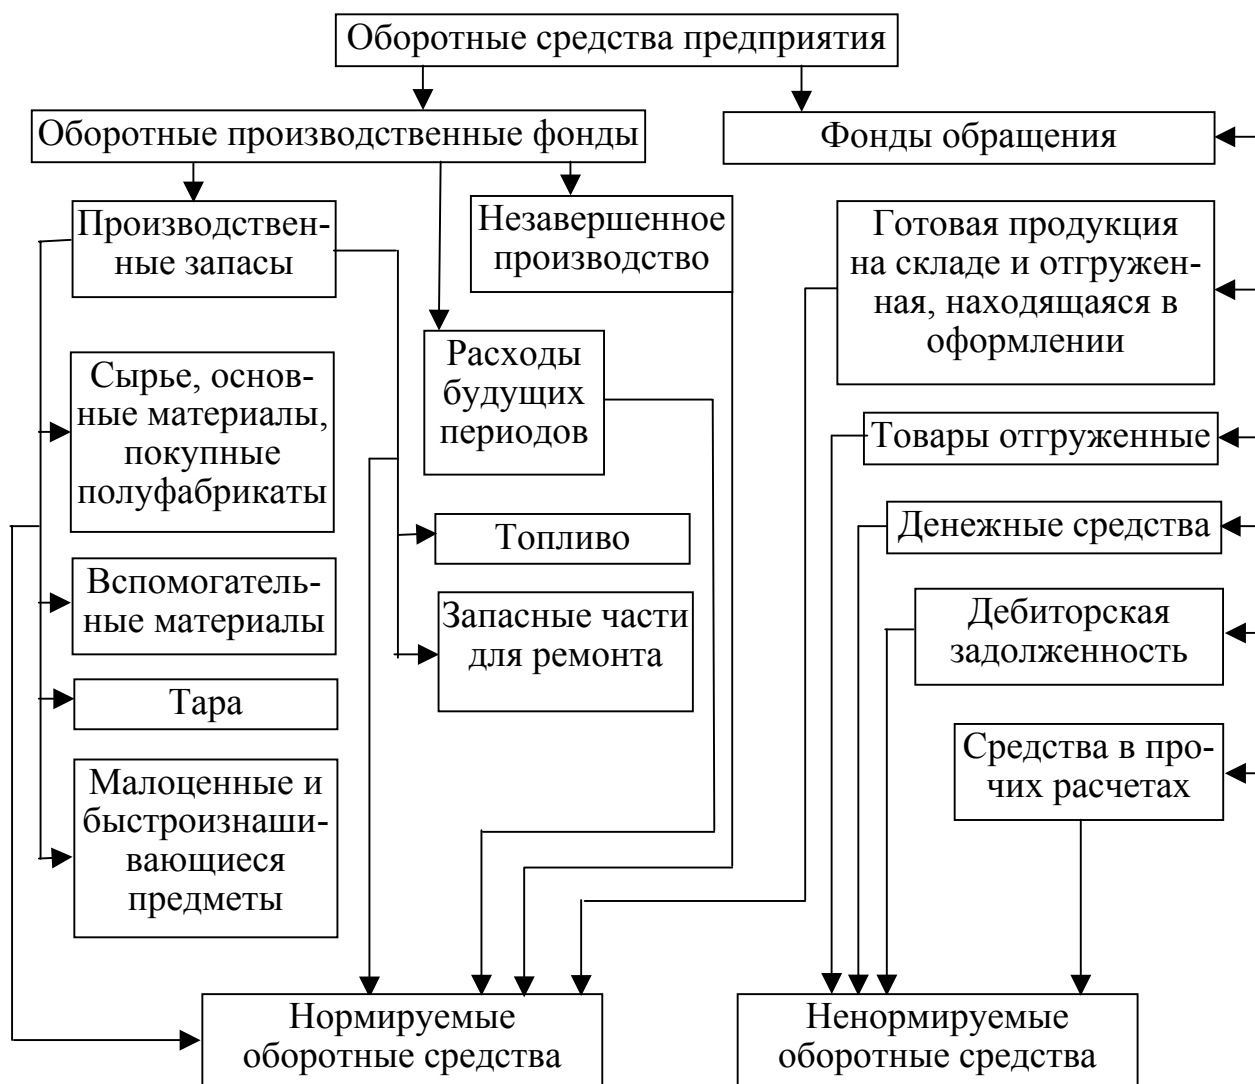 Оборотные средства предприятия
Оборотные производственные фонды
Фонды обращения
Производствен-
ные запасы
Незавершенное
производство
Готовая продукция
на складе и отгружен-
ная, находящаяся в
оформлении
Сырье, основ-
ные материалы,
покупные
полуфабрикаты
Расходы
будущих
периодов
Товары отгруженные
Топливо
Денежные средства
Вспомогатель-
ные материалы
Запасные части
для ремонта
Дебиторская
задолженность
Тара
Средства в про-
чих расчетах
Малоценные и
быстроизнаши-
вающиеся
предметы
Нормируемые
оборотные средства
Ненормируемые
оборотные средства